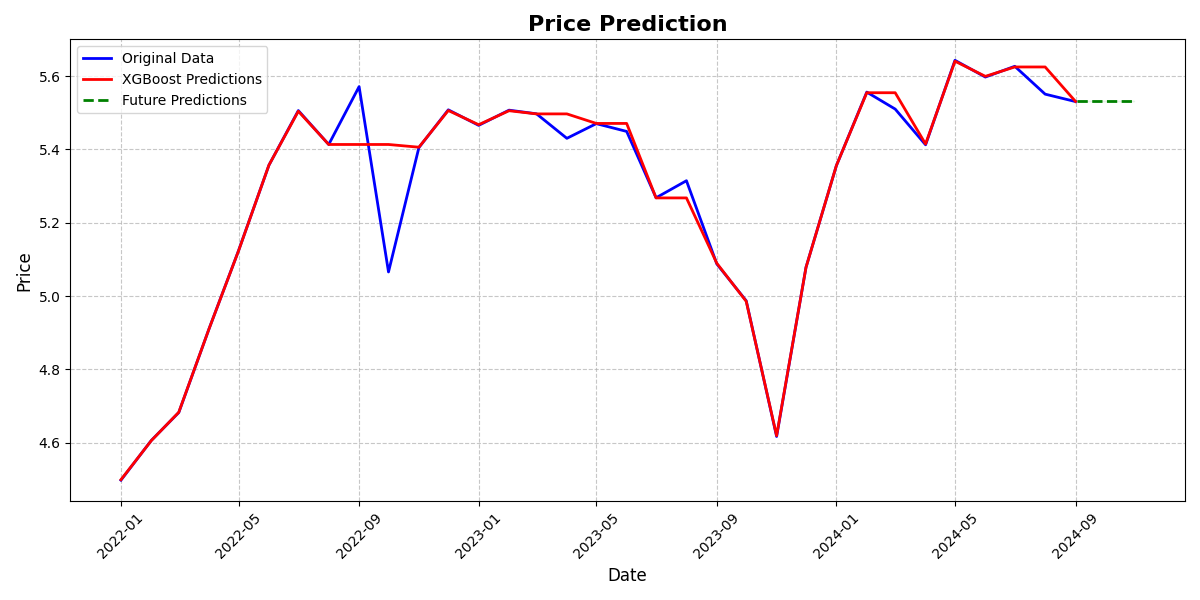 Price Prediction
Original Data
XGBoost Predictions
Future Predictions
Price
5.6
5.4
5.2
5.0
4.8
4.6
2022-01
2022-05
2022-09
2023-01
2023-05
2023-09
2024-01
2024-05
2024-09
Date